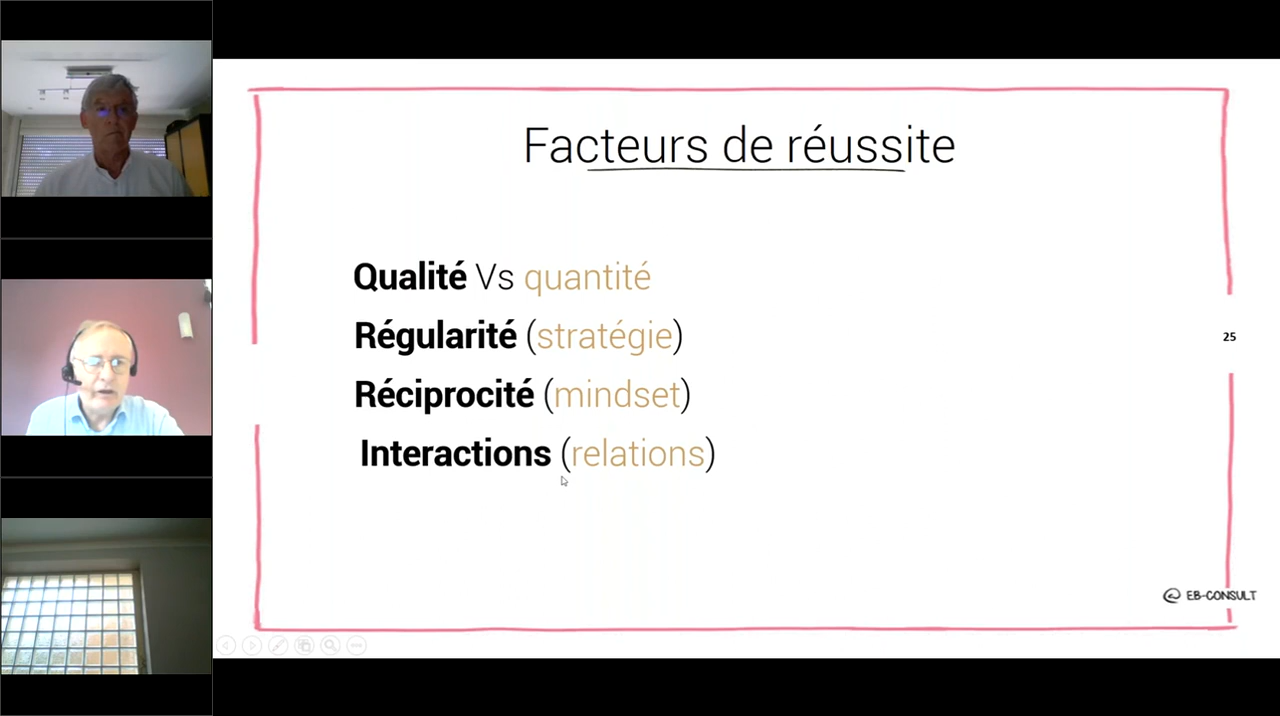 Facteurs de réussite
Qualité Vs quantité
Régularité (stratégie)
Réciprocité (mindset)
Interactions (relations)
25
@ EB-CONSULT